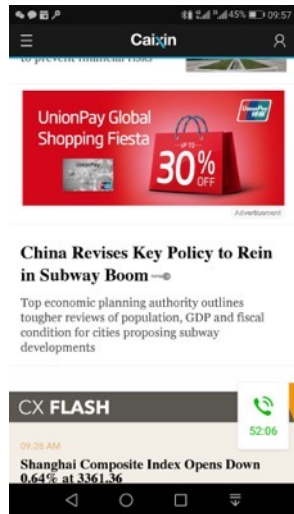 45% 09:57
Caixin
to prevent financial risks
UnionPay Global
Shopping Fiesta
UnionPay
UP TO
30%
OFF
UnionPay
Advertisement
China Revises Key Policy to Rein
in Subway Boom
Top economic planning authority outlines
tougher reviews of population, GDP and fiscal
condition for cities proposing subway
developments
CX FLASH
52:06
09:28 AM
Shanghai Composite Index Opens Down
0.64% at 3361.36